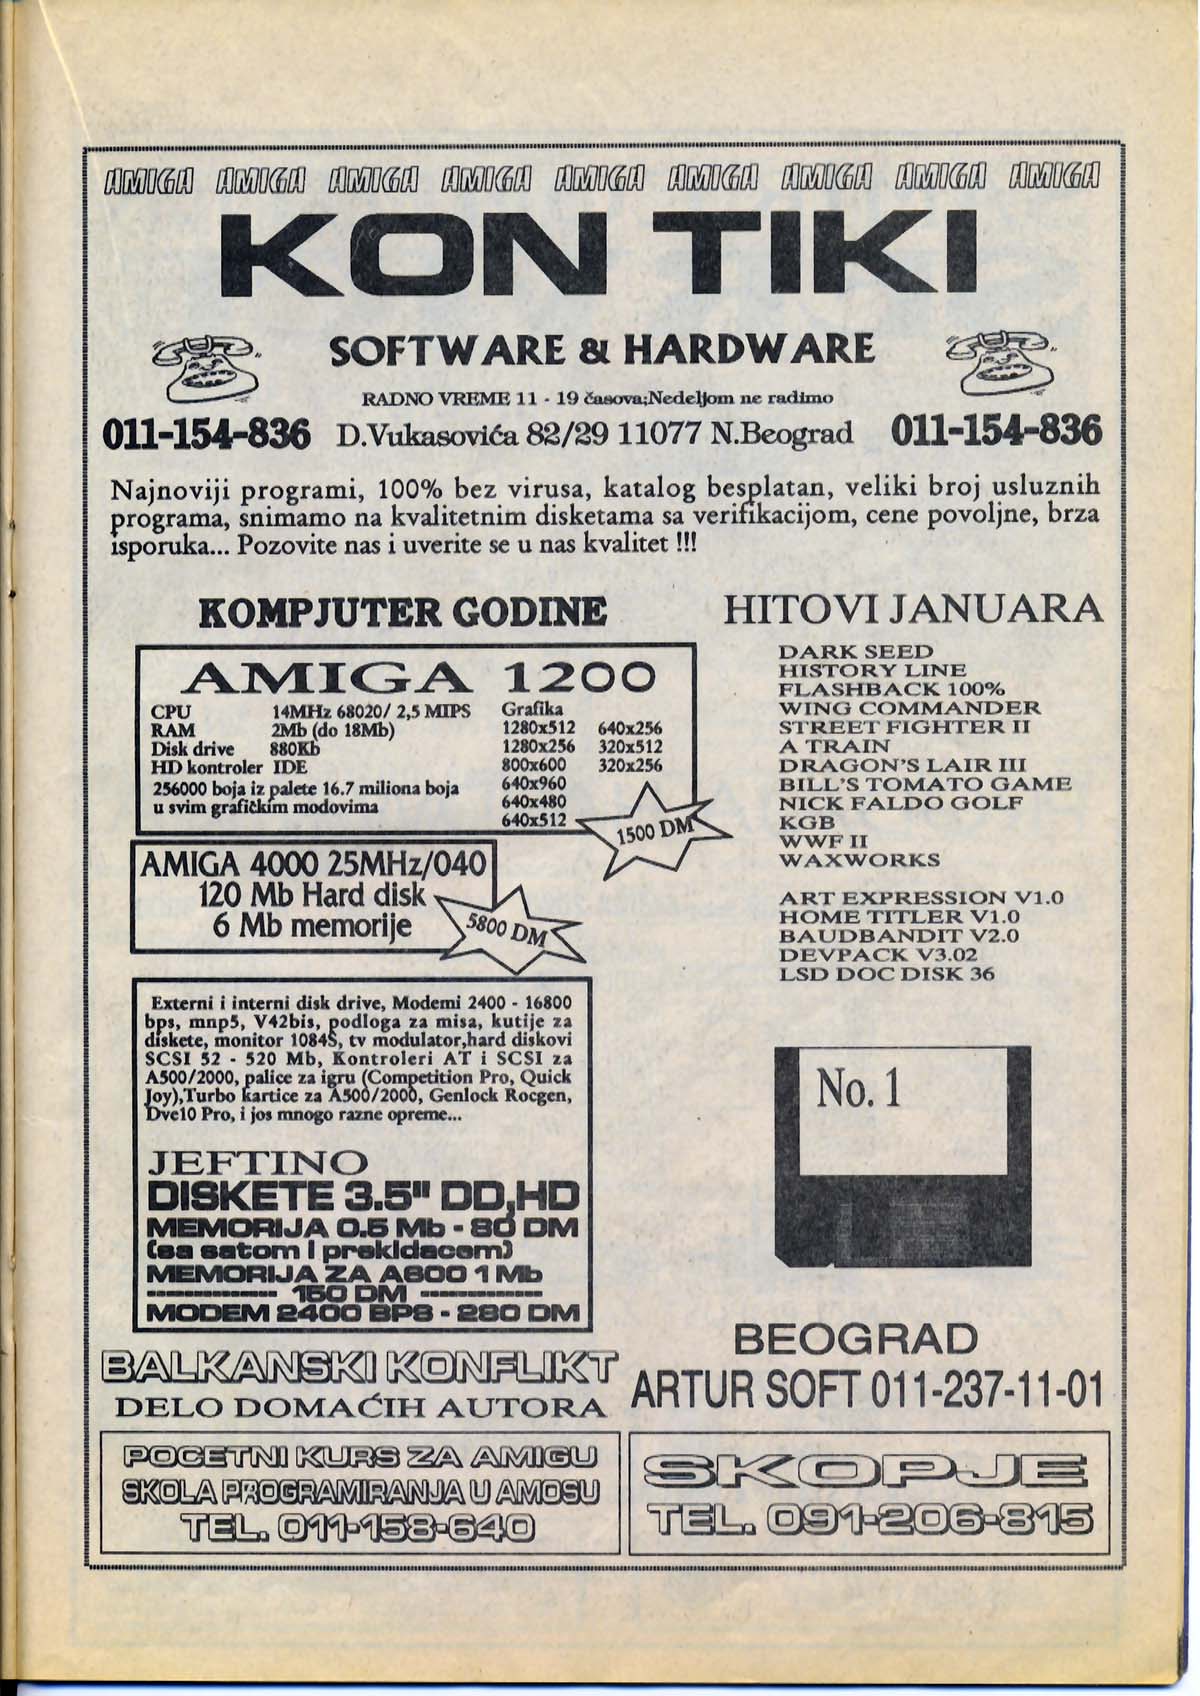 AMIGA AMIGA AMIGA AMIGA AMIGA AMIGA AMIGA AMIGA AMIGA
KON TIKI
SOFTWARE & HARDWARE
RADNO VREME 11 - 19 časova;Nedeljom ne radimo
011-154-836 D.Vukasovića 82/29 11077 N.Beograd 011-154-836
Najnoviji programi, 100% bez virusa, katalog besplatan, veliki broj usluznih
programa, snimamo na kvalitetnim disketama sa verifikacijom, cene povoljne, brza
isporuka... Pozovite nas i uverite se u nas kvalitet !!!
KOMPJUTER GODINE
AMIGA 1200
CPU 14MHz 68020/ 2,5 MIPS
RAM 2Mb (do 18Mb)
Disk drive 880Kb
HD kontroler IDE
256000 boja iz palete 16.7 miliona boja
u svim grafičkim modovima
Grafika
1280x512 640x256
1280x256 320x512
800x600 320x256
640x960
640x480
640x512
1500 DM
AMIGA 4000 25MHz/040
120 Mb Hard disk
6 Mb memorije
5800 DM
Externi i interni disk drive, Modemi 2400 - 16800
bps, mnp5, V42bis, podloga za misa, kutije za
diskete, monitor 1084S, tv modulator,hard diskovi
SCSI 52 - 520 Mb, Kontroleri AT i SCSI za
A500/2000, palice za igru (Competition Pro, Quick
Joy),Turbo kartice za A500/2000, Genlock Rocgen,
Dve10 Pro, i jos mnogo razne opreme...
JEFTINO
DISKETE 3.5" DD,HD
MEMORIJA 0.5 Mb - 80 DM
(sa satom i prekidacem)
MEMORIJA ZA A600 1 Mb
-------------- 150 DM --------------
MODEM 2400 BPS - 280 DM
BALKANSKI KONFLIKT
DELO DOMAĆIH AUTORA
POCETNI KURS ZA AMIGU
SKOLA PROGRAMIRANJA U AMOSU
TEL. 011-158-640
HITOVI JANUARA
DARK SEED
HISTORY LINE
FLASHBACK 100%
WING COMMANDER
STREET FIGHTER II
A TRAIN
DRAGON'S LAIR III
BILL'S TOMATO GAME
NICK FALDO GOLF
KGB
WWF II
WAXWORKS
ART EXPRESSION V1.0
HOME TITLER V1.0
BAUDBANDIT V2.0
DEVPACK V3.02
LSD DOC DISK 36
No. 1
BEOGRAD
ARTUR SOFT 011-237-11-01
SKOPJE
TEL. 091-206-815